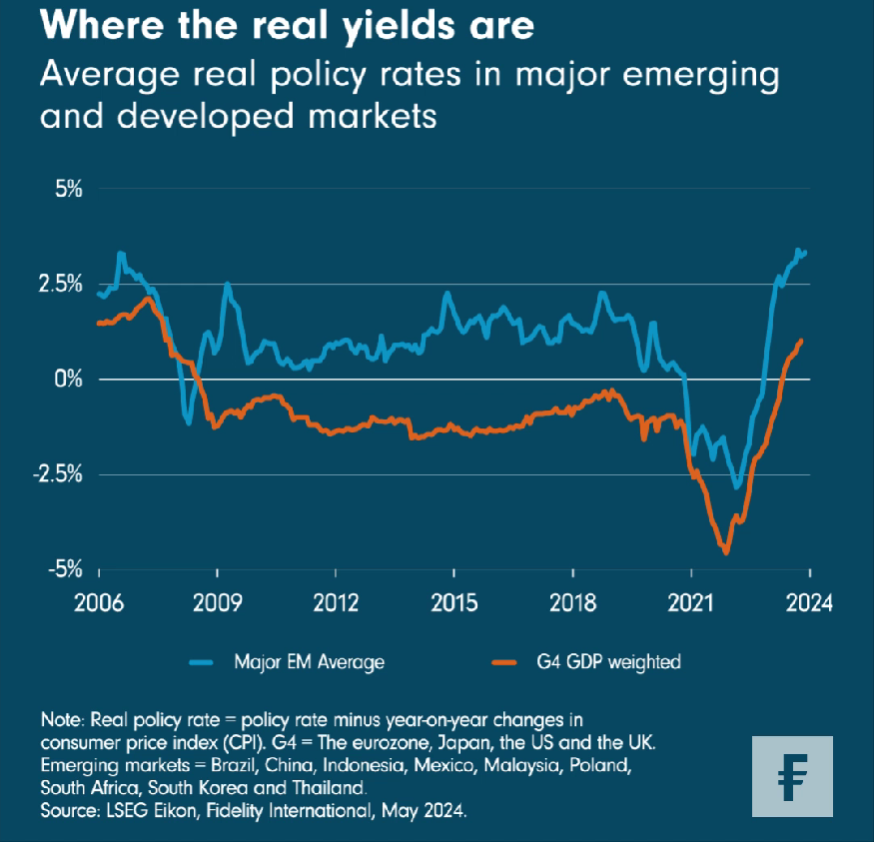 Where the real yields are
Average real policy rates in major emerging
and developed markets
5%
2.5%
0%
-2.5%
-5%
2006 2009 2012 2015 2018 2021 2024
Major EM Average G4 GDP weighted
Note: Real policy rate = policy rate minus year-on-year changes in
consumer price index (CPI). G4 = The eurozone, Japan, the US and the UK.
Emerging markets = Brazil, China, Indonesia, Mexico, Malaysia, Poland,
South Africa, South Korea and Thailand.
Source: LSEG Eikon, Fidelity International, May 2024.